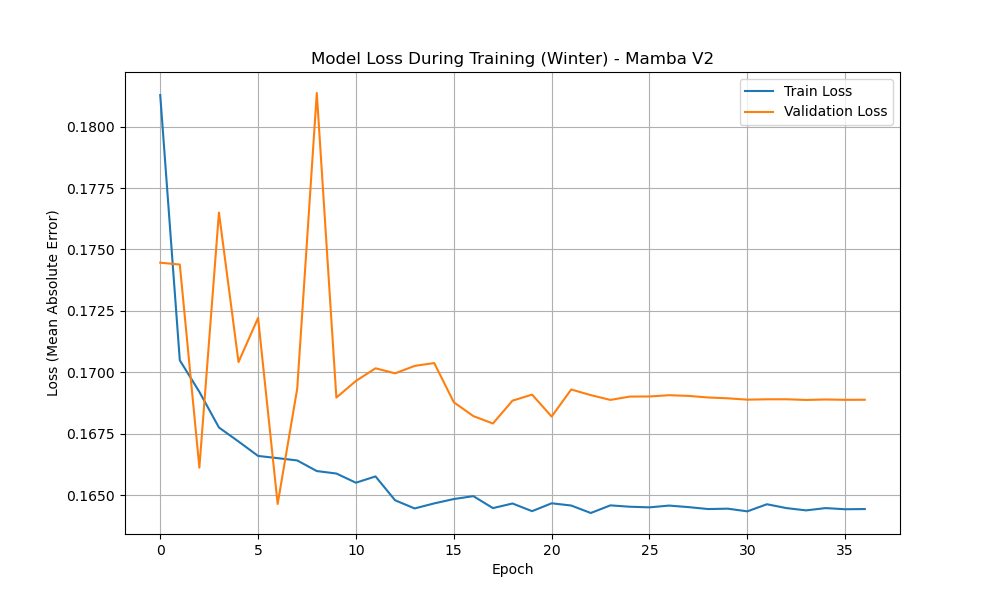 Model Loss During Training (Winter) - Mamba V2
Train Loss
Validation Loss
Loss (Mean Absolute Error)
0.1800
0.1775
0.1750
0.1725
0.1700
0.1675
0.1650
0 5 10 15 20 25 30 35
Epoch